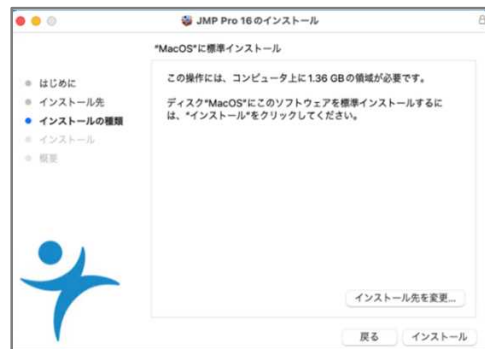 JMP Pro 16 のインストール
"MacOS"に標準インストール
はじめに
インストール先
インストールの種類
インストール
概要
この操作には、コンピュータ上に1.36 GBの領域が必要です。
ディスク"MacOS"にこのソフトウェアを標準インストールするに
は、"インストール"をクリックしてください。
インストール先を変更...
戻る
インストール